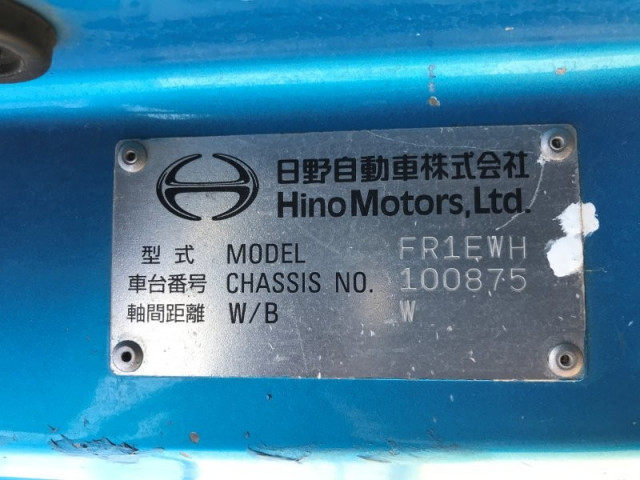 日野自動車株式会社
Hino Motors, Ltd.
型式 MODEL FR1EWH
車台番号 CHASSIS NO. 100875
軸間距離 W/B W